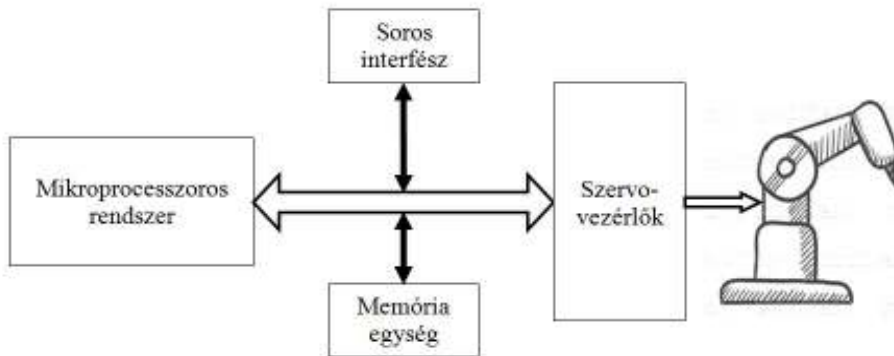 Soros
interfész
Mikroprocesszoros
rendszer
Szervo-
vezérlők
Memória
egység